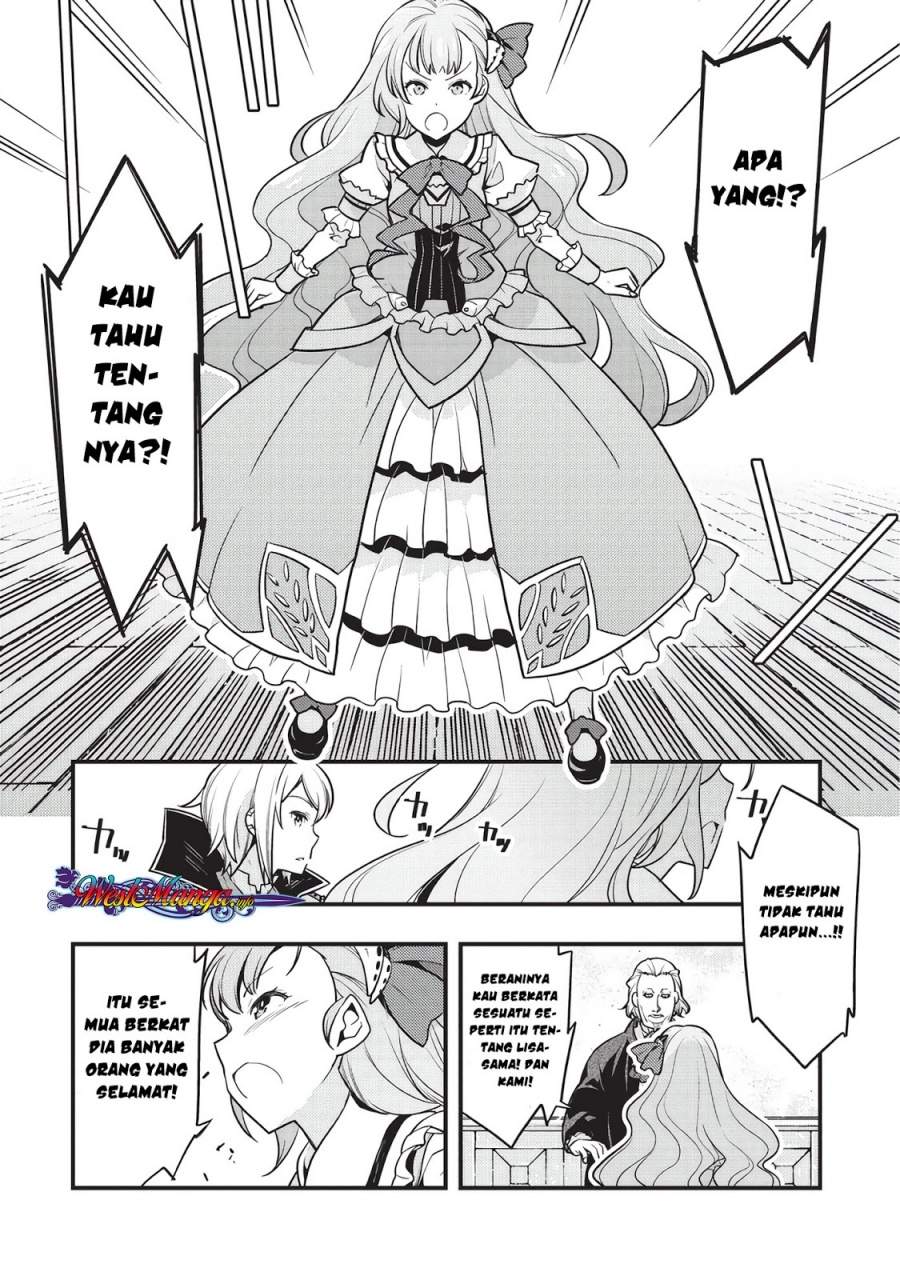 APA
YANG!?
KAU
TAHU
TEN-
TANG
NYA?!
カッ
カッ
カッ
MESKIPUN
TIDAK TAHU
APAPUN...!!
WestManga.info
BERANINYA
KAU BERKATA
SESUATU SE-
PERTI ITU TEN-
TANG LISA-
SAMA! DAN
KAMI!
ITU SE-
MUA BERKAT
DIA BANYAK
ORANG YANG
SELAMAT!